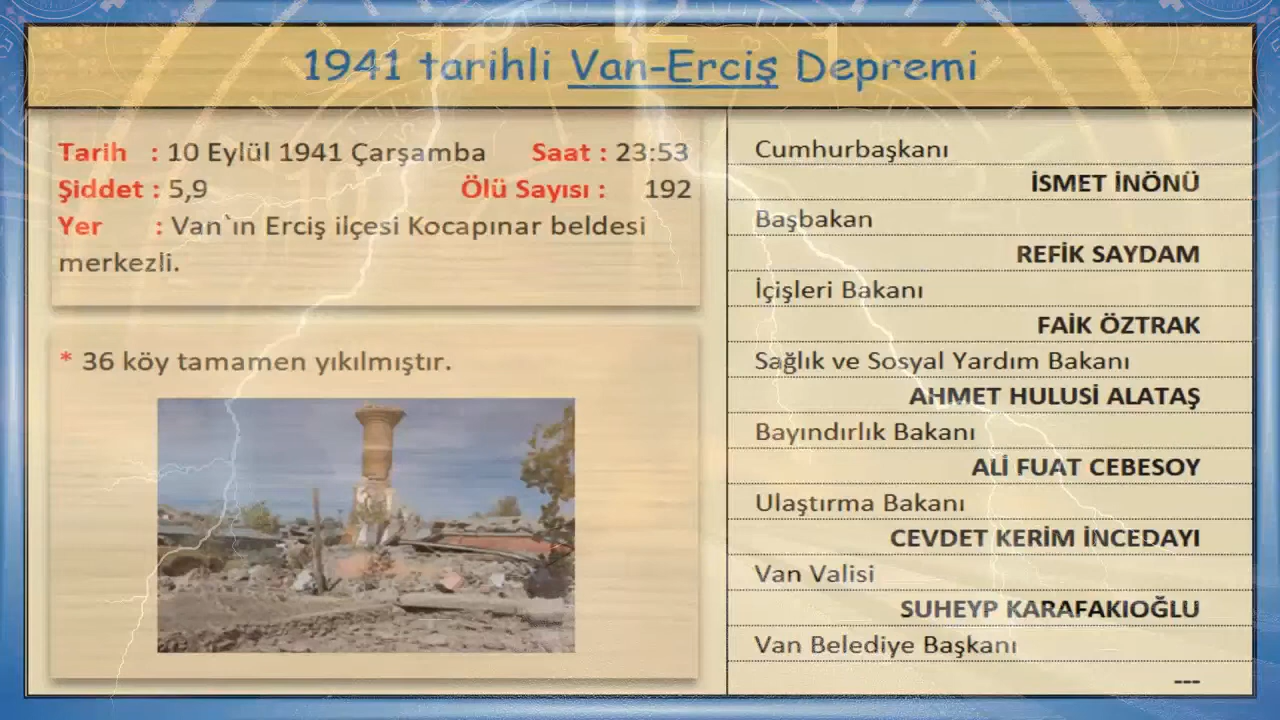 1941 tarihli Van-Erciş Depremi
Tarih : 10 Eylül 1941 Çarşamba Saat : 23:53
Şiddet : 5,9 Ölü Sayısı : 192
Yer : Van`ın Erciş ilçesi Kocapınar beldesi
merkezli.
* 36 köy tamamen yıkılmıştır.
Cumhurbaşkanı
İSMET İNÖNÜ
Başbakan
REFİK SAYDAM
İçişleri Bakanı
FAİK ÖZTRAK
Sağlık ve Sosyal Yardım Bakanı
AHMET HULUSİ ALATAŞ
Bayındırlık Bakanı
ALİ FUAT CEBESOY
Ulaştırma Bakanı
CEVDET KERİM İNCEDAYI
Van Valisi
SUHEYP KARAFAKIOĞLU
Van Belediye Başkanı
---